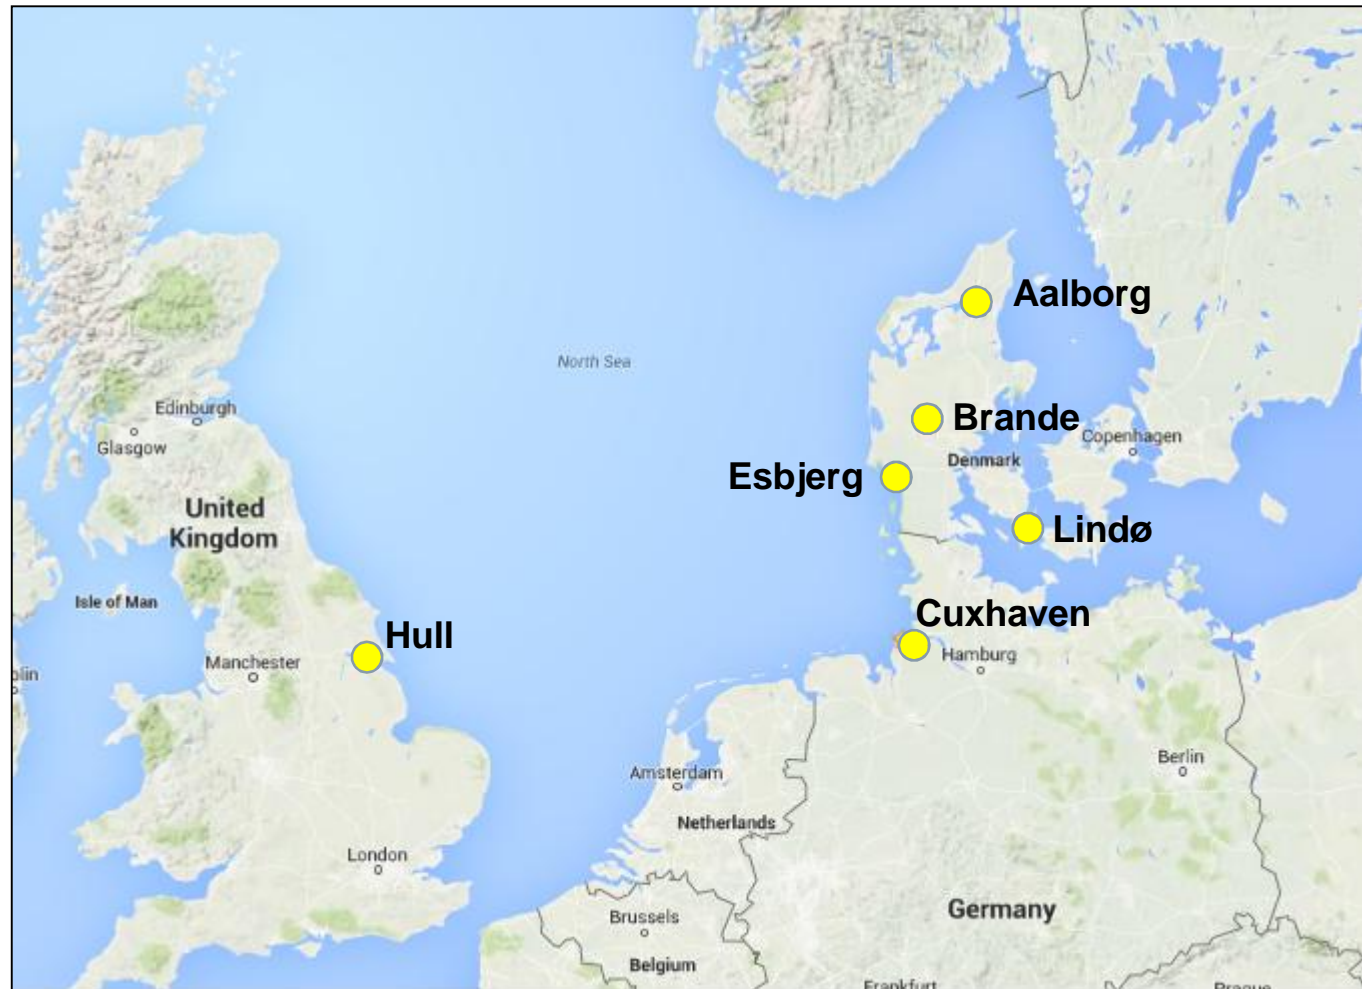 Aalborg
North Sea
Edinburgh
Glasgow
Brande
Copenhagen
Denmark
Esbjerg
United
Kingdom
Lindø
Isle of Man
Cuxhaven
Hull
Manchester
Hamburg
Berlin
Amsterdam
Netherlands
London
Germany
Brussels
Belgium